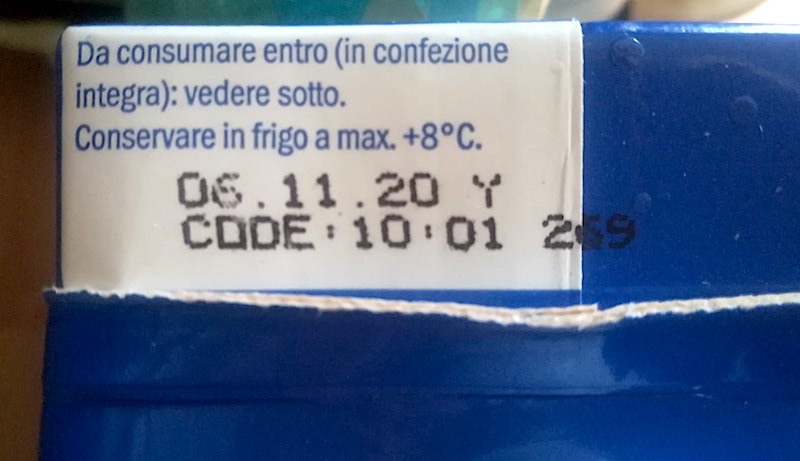 Da consumare entro (in confezione
integra): vedere sotto.
Conservare in frigo a max. +8°C.
06.11.20 Y
CODE:10:01 269